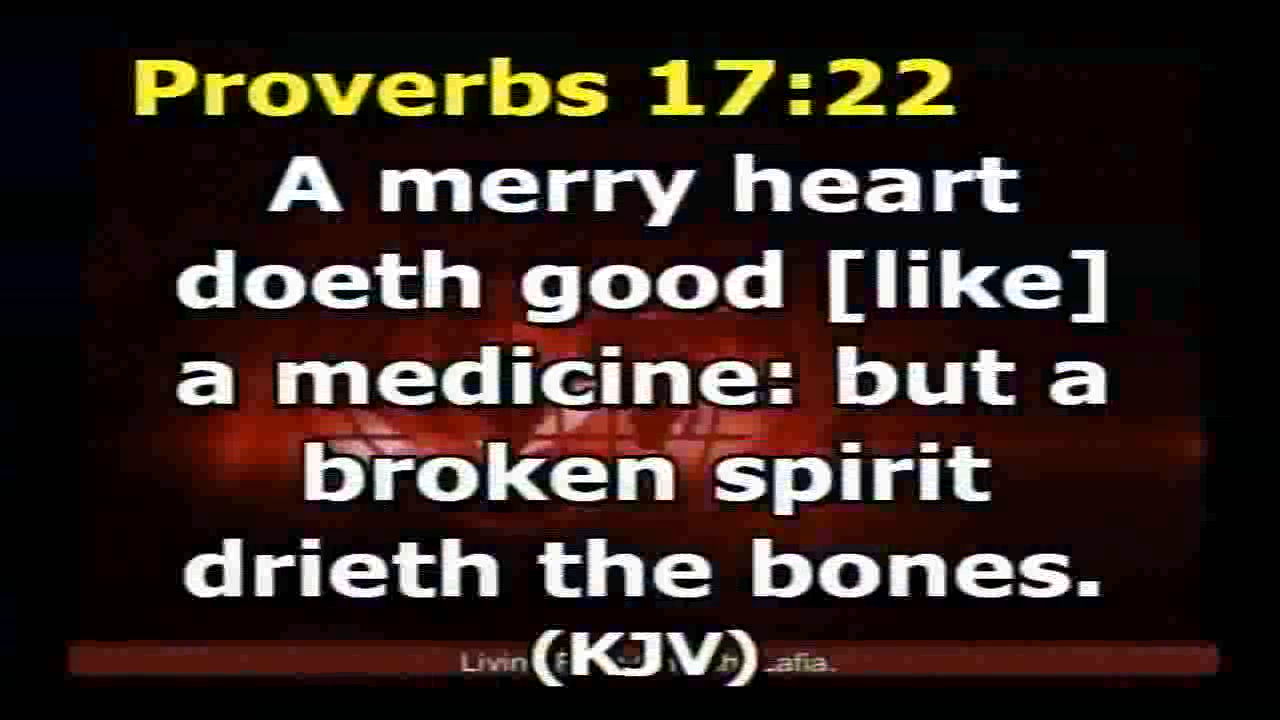 Proverbs 17:22
A merry heart
doeth good [like]
a medicine: but a
broken spirit
drieth the bones.
(KJV)